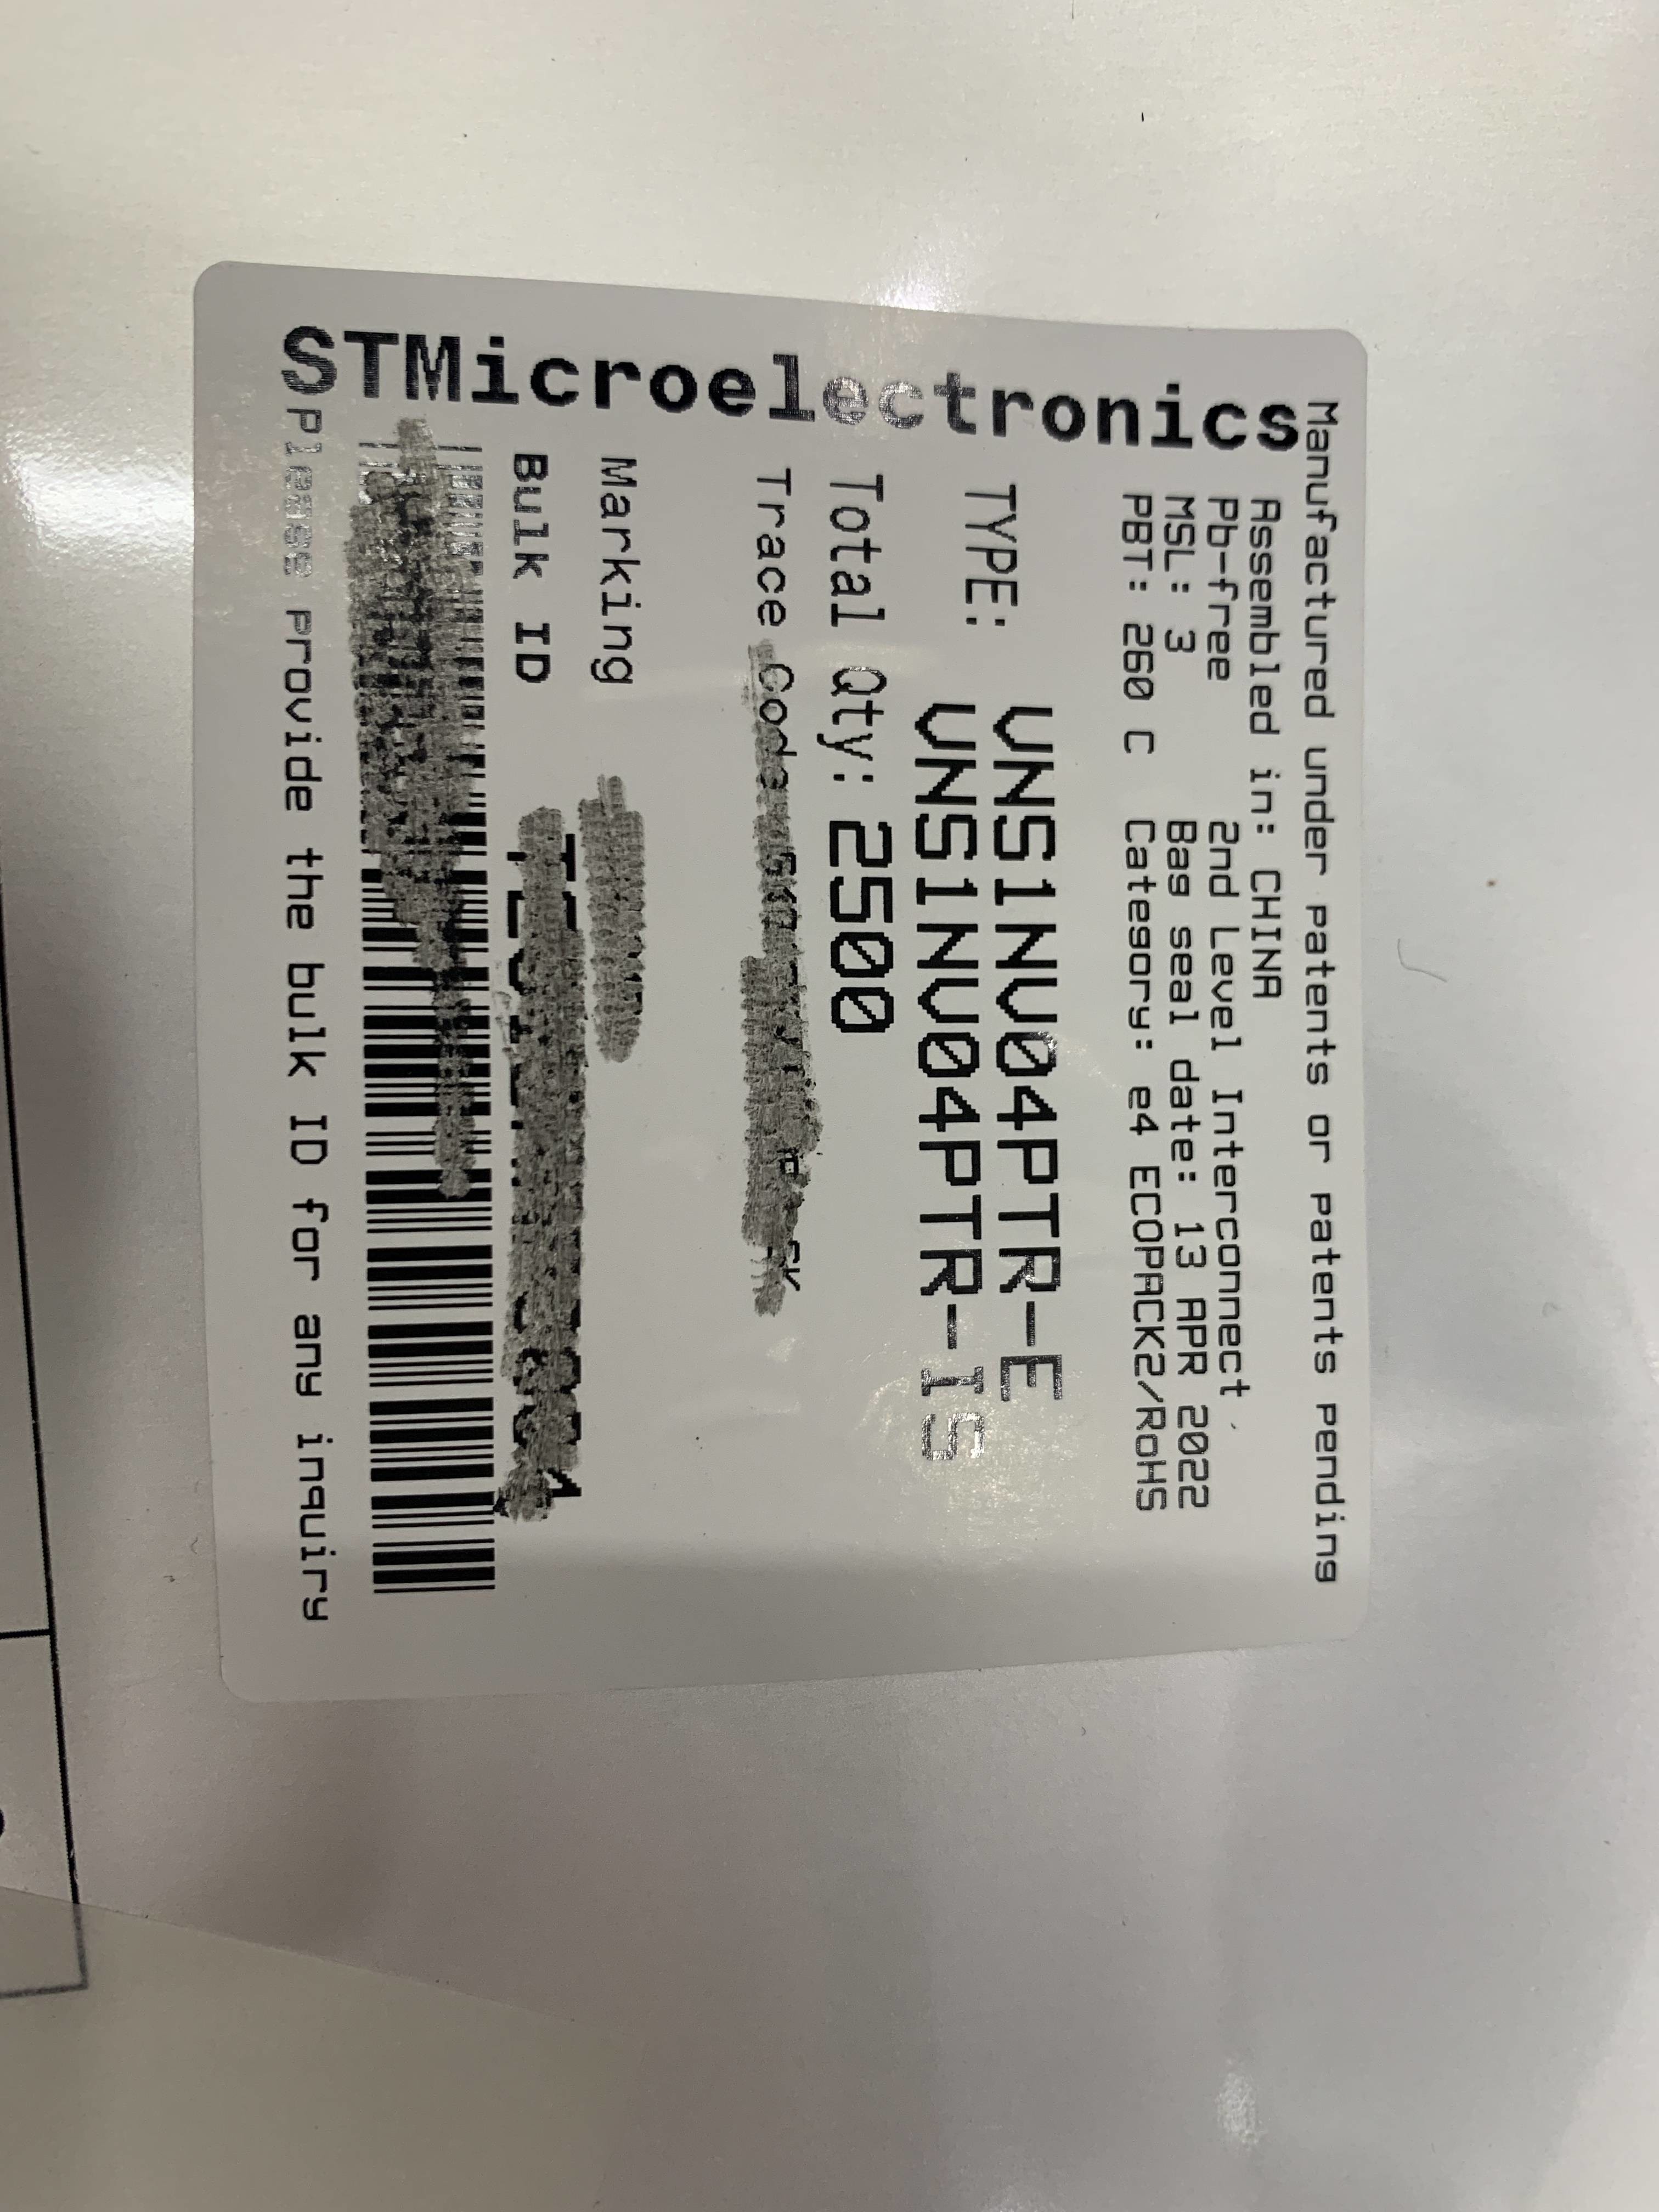 Manufactured under patents or patents pending
Assembled in: CHINA
Pb-free 2nd Level Interconnect
MSL: 3 Bag seal date: 13 APR 2022
PBT: 260 C Category: e4 ECOPACK2/RoHS
TYPE: VNS1NV04PTR-E
VNS1NV04PTR-IS
Total Qty: 2500
Trace Code
Marking
Bulk ID
Please provide the bulk ID for any inquiry
STMicroelectronics